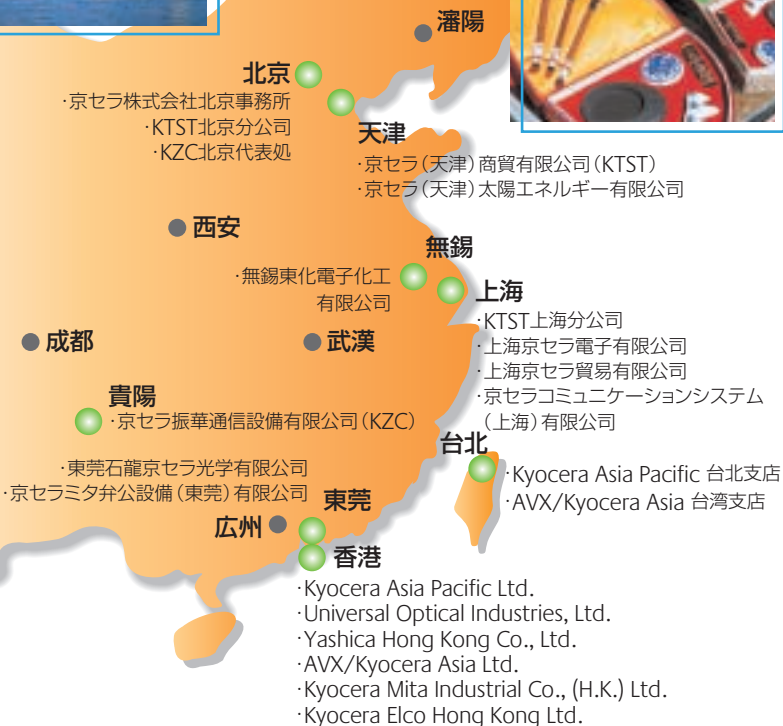 瀋陽
北京
·京セラ株式会社北京事務所
·KTST北京分公司
·KZC北京代表処
天津
·京セラ(天津)商貿有限公司(KTST)
·京セラ(天津)太陽エネルギー有限公司
西安
無錫
·無錫東化電子化工
有限公司
上海
·KTST上海分公司
·上海京セラ電子有限公司
·上海京セラ貿易有限公司
·京セラコミュニケーションシステム
(上海)有限公司
成都
武漢
貴陽
·京セラ振華通信設備有限公司(KZC)
台北
·Kyocera Asia Pacific 台北支店
·AVX/Kyocera Asia 台湾支店
·東莞石龍京セラ光学有限公司
·京セラミタ弁公設備(東莞)有限公司
東莞
広州
香港
·Kyocera Asia Pacific Ltd.
·Universal Optical Industries, Ltd.
·Yashica Hong Kong Co., Ltd.
·AVX/Kyocera Asia Ltd.
·Kyocera Mita Industrial Co., (H.K.) Ltd.
·Kyocera Elco Hong Kong Ltd.